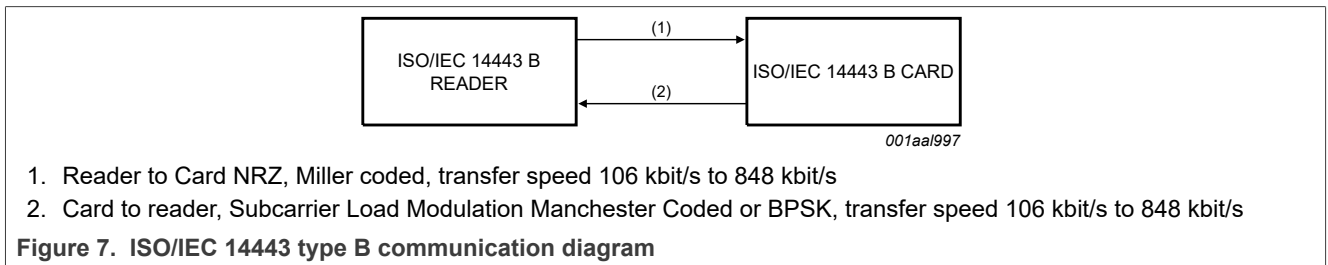 (1)
ISO/IEC 14443 B
READER
ISO/IEC 14443 B CARD
(2)
001aal997
1. Reader to Card NRZ, Miller coded, transfer speed 106 kbit/s to 848 kbit/s
2. Card to reader, Subcarrier Load Modulation Manchester Coded or BPSK, transfer speed 106 kbit/s to 848 kbit/s
Figure 7. ISO/IEC 14443 type B communication diagram